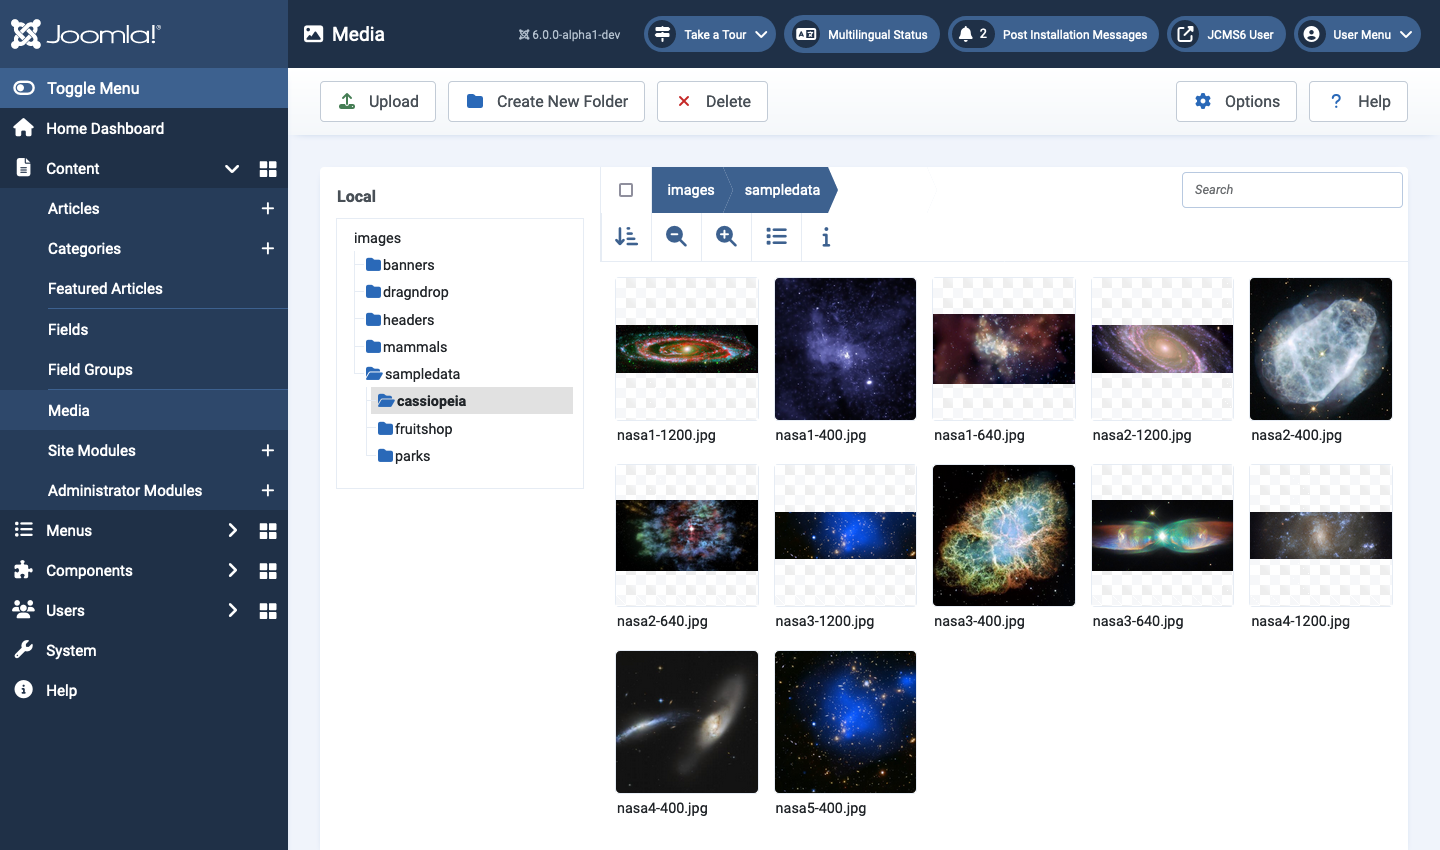 Joomla!®
Media
6.0.0-alpha1-dev
Take a Tour
Multilingual Status
2 Post Installation Messages
JCMS6 User
User Menu
Toggle Menu
Home Dashboard
Content
Articles
Categories
Featured Articles
Fields
Field Groups
Media
Site Modules
Administrator Modules
Menus
Components
Users
System
Help
Upload
Create New Folder
Delete
Options
? Help
Local
images
banners
dragndrop
headers
mammals
sampledata
cassiopeia
fruitshop
parks
images
sampledata
Search
nasa1-1200.jpg
nasa1-400.jpg
nasa1-640.jpg
nasa2-1200.jpg
nasa2-400.jpg
nasa2-640.jpg
nasa3-1200.jpg
nasa3-400.jpg
nasa3-640.jpg
nasa4-1200.jpg
nasa4-400.jpg
nasa5-400.jpg